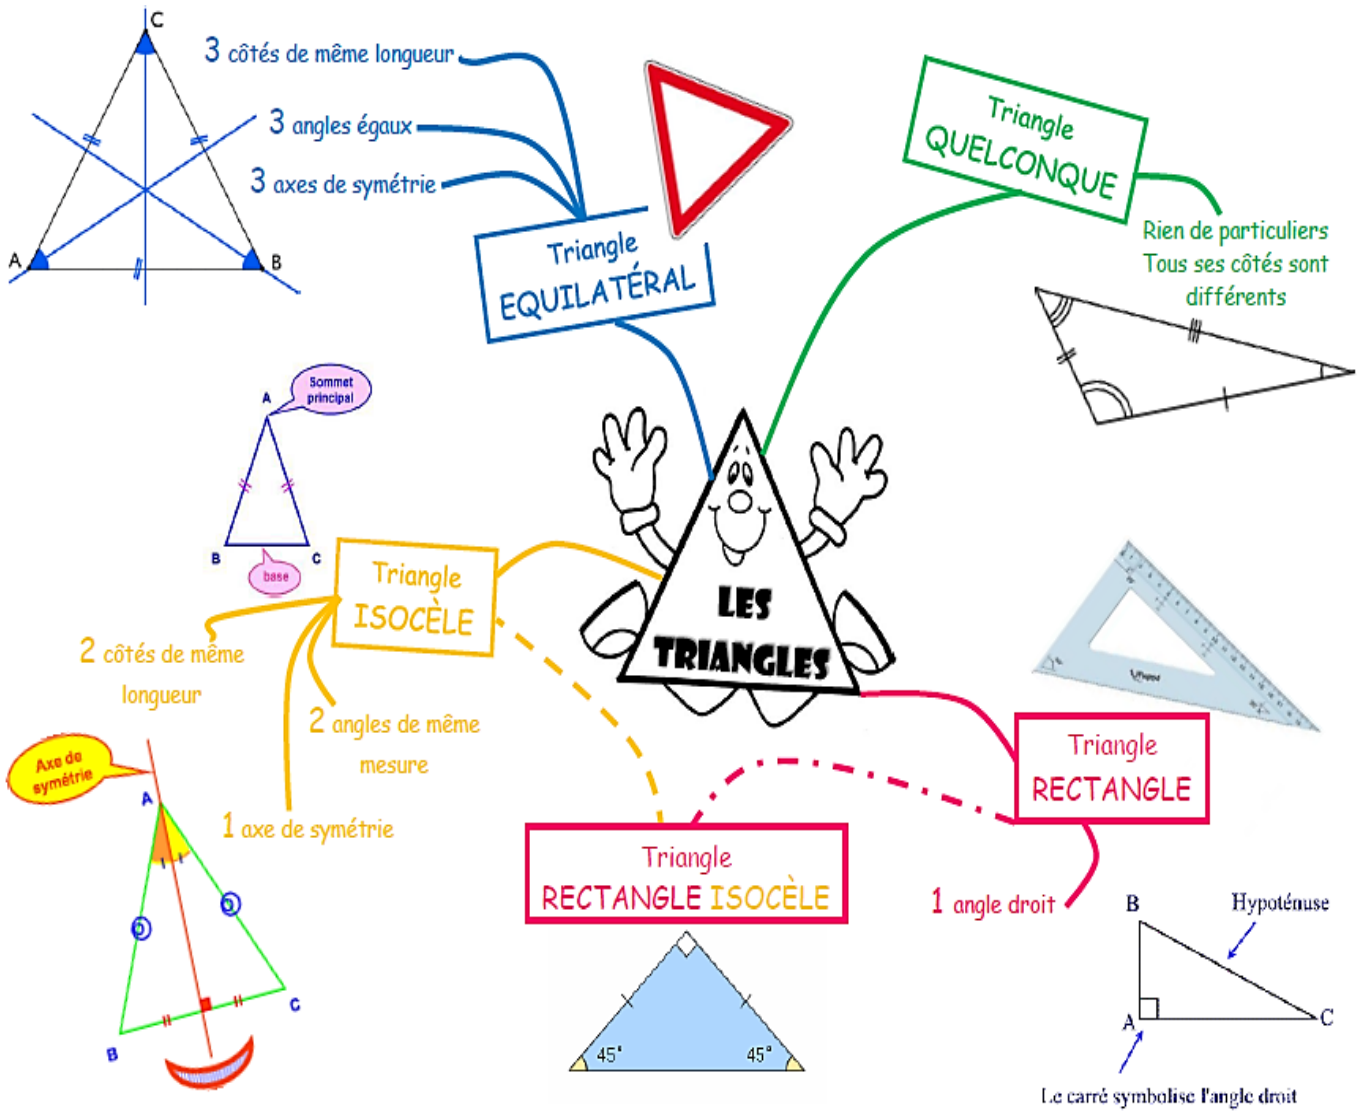 C
3 côtés de même longueur
3 angles égaux
3 axes de symétrie
A
B
Triangle
EQUILATÉRAL
Triangle
QUELCONQUE
Rien de particuliers
Tous ses côtés sont
différents
Sommet
principal
A
B
C
base
Triangle
ISOCÈLE
2 côtés de même
longueur
2 angles de même
mesure
1 axe de symétrie
Axe de
symétrie
A
B
C
LES
TRIANGLES
Triangle
RECTANGLE
1 angle droit
Triangle
RECTANGLE ISOCÈLE
45°
45°
B
Hypoténuse
A
C
Le carré symbolise l'angle droit